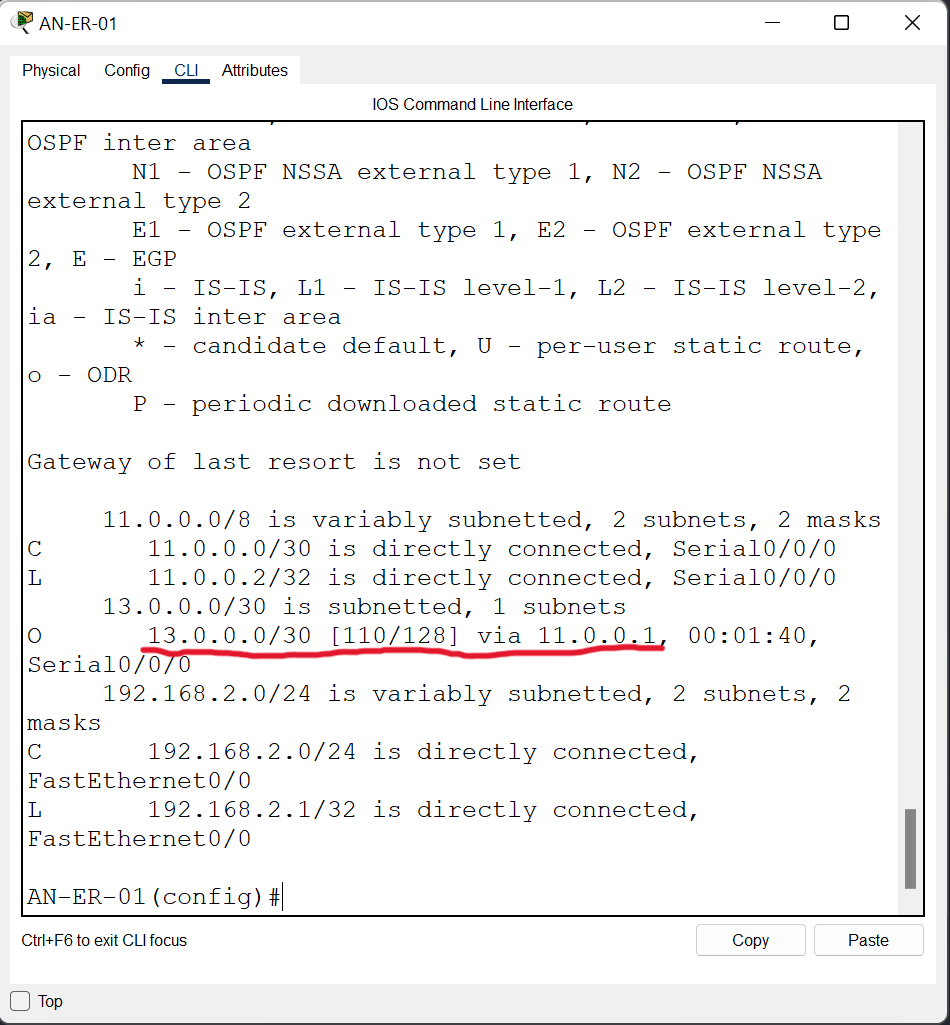 AN-ER-01
Physical Config CLI Attributes
IOS Command Line Interface
OSPF inter area
N1 - OSPF NSSA external type 1, N2 - OSPF NSSA
external type 2
E1 - OSPF external type 1, E2 - OSPF external type
2, E - EGP
i - IS-IS, L1 - IS-IS level-1, L2 - IS-IS level-2,
ia - IS-IS inter area
* - candidate default, U - per-user static route,
o - ODR
P - periodic downloaded static route
Gateway of last resort is not set
11.0.0.0/8 is variably subnetted, 2 subnets, 2 masks
C 11.0.0.0/30 is directly connected, Serial0/0/0
L 11.0.0.2/32 is directly connected, Serial0/0/0
13.0.0.0/30 is subnetted, 1 subnets
O 13.0.0.0/30 [110/128] via 11.0.0.1, 00:01:40,
Serial0/0/0
192.168.2.0/24 is variably subnetted, 2 subnets, 2
masks
C 192.168.2.0/24 is directly connected,
FastEthernet0/0
L 192.168.2.1/32 is directly connected,
FastEthernet0/0
AN-ER-01(config)#
Ctrl+F6 to exit CLI focus
Copy Paste
Top